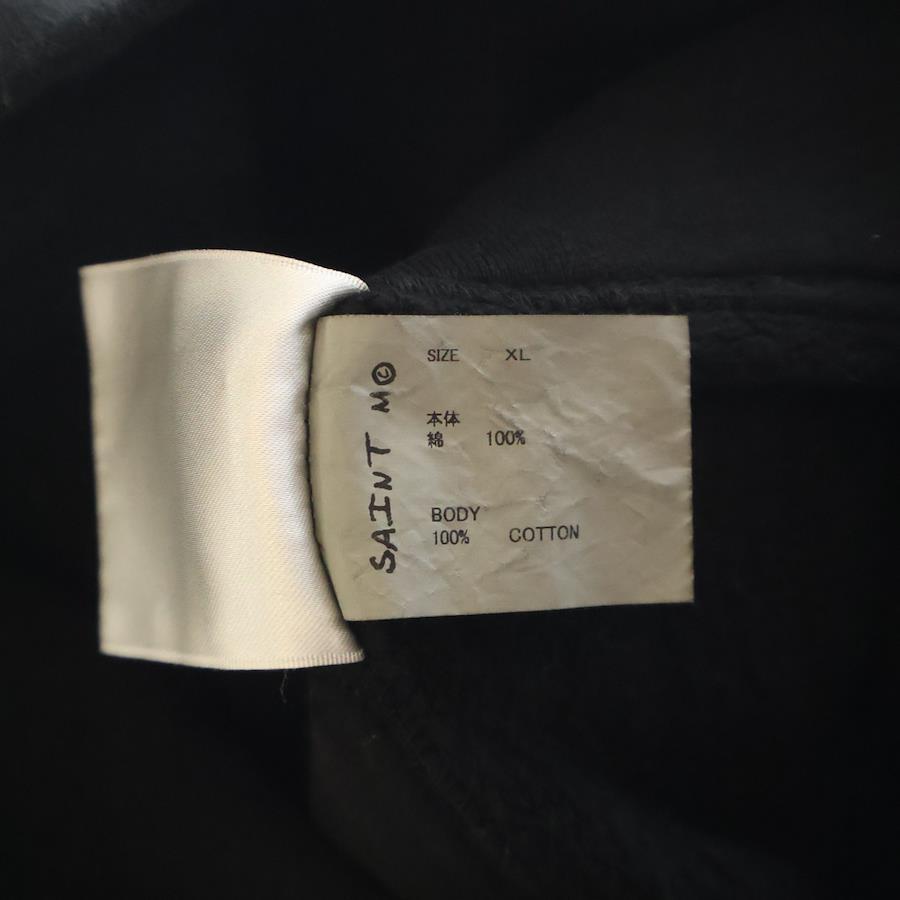 SAINT M©
SIZE XL
本体
綿 100%
BODY
100% COTTON